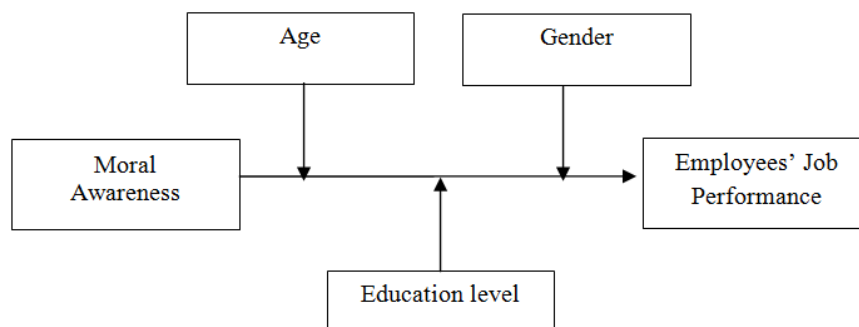 Age
Gender
Moral
Awareness
Employees’ Job
Performance
Education level